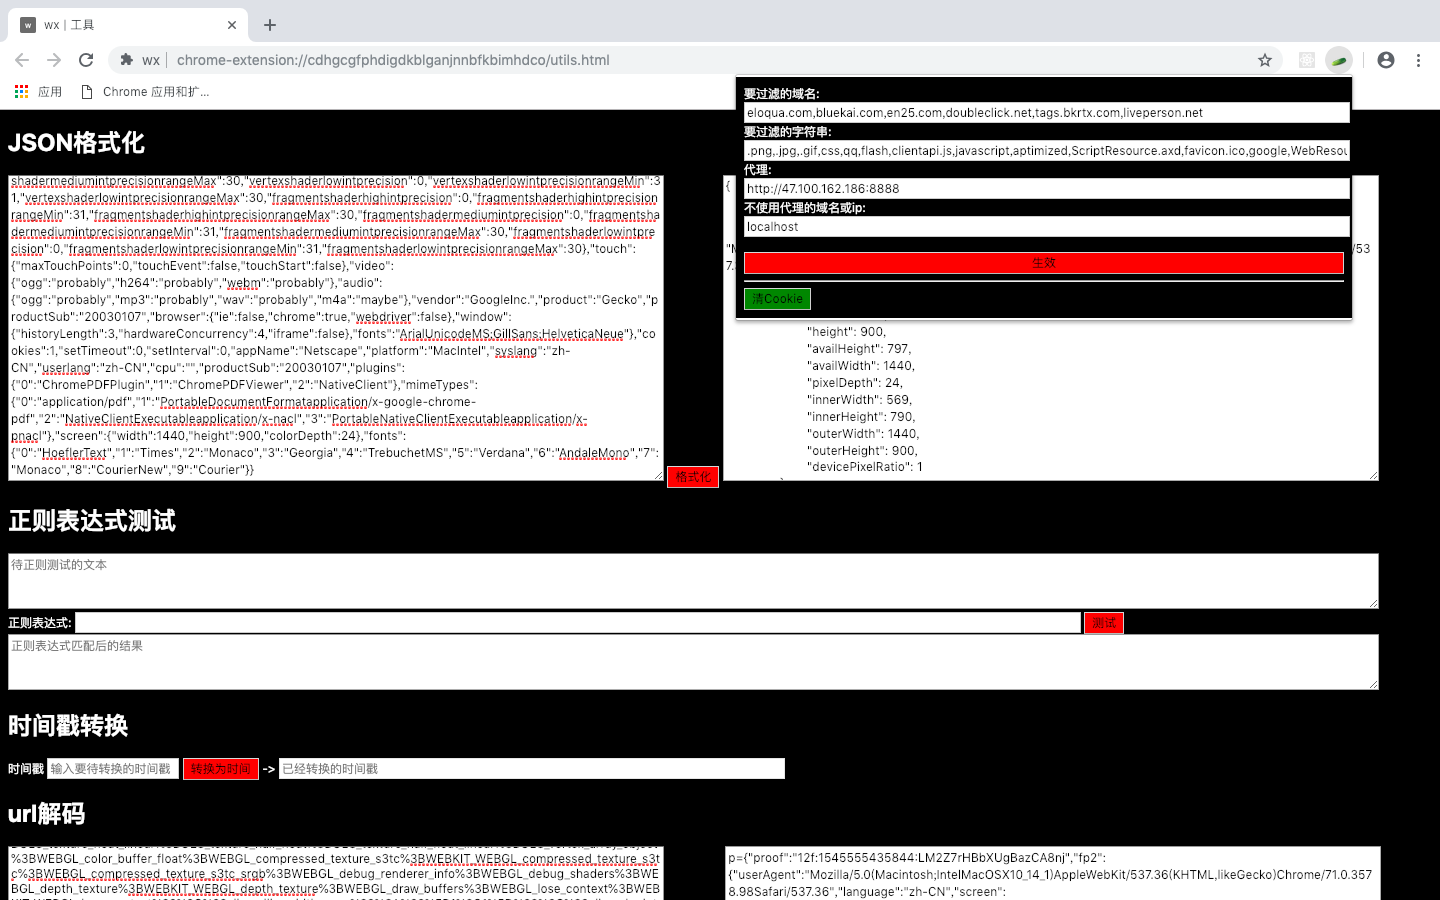 wx | 工具
wx
chrome-extension://cdhgcgfphdigdkblganjnnbfkbimhdco/utils.html
应用
Chrome 应用和扩...
要过滤的域名:
eloqua.com,bluekai.com,en25.com,doubleclick.net,tags.bkrtx.com,liveperson.net
要过滤的字符串:
.png,.jpg,.gif,css,qq,flash,clientapi.js,javascript,aptimized,ScriptResource.axd,favicon.ico,google,WebResou
代理:
http://47.100.162.186:8888
不使用代理的域名或ip:
localhost
生效
清Cookie
JSON格式化
shadermediumintprecisionrangeMax":30,"vertexshaderlowintprecision":0,"vertexshaderlowintprecisionrangeMin":3
1,"vertexshaderlowintprecisionrangeMax":30,"fragmentshaderhighintprecision":0,"fragmentshaderhighintprecision
rangeMin":31,"fragmentshaderhighintprecisionrangeMax":30,"fragmentshadermediumintprecision":0,"fragmentsha
dermediumintprecisionrangeMin":31,"fragmentshadermediumintprecisionrangeMax":30,"fragmentshaderlowintpre
cision":0,"fragmentshaderlowintprecisionrangeMin":31,"fragmentshaderlowintprecisionrangeMax":30},"touch":
{"maxTouchPoints":0,"touchEvent":false,"touchStart":false},"video":
{"ogg":"probably","h264":"probably","webm":"probably"},"audio":
{"ogg":"probably","mp3":"probably","wav":"probably","m4a":"maybe"},"vendor":"GoogleInc.","product":"Gecko","p
roductSub":"20030107","browser":{"ie":false,"chrome":true,"webdriver":false},"window":
{"historyLength":3,"hardwareConcurrency":4,"iframe":false},"fonts":"ArialUnicodeMS;GillSans;HelveticaNeue"},"co
okies":1,"setTimeout":0,"setInterval":0,"appName":"Netscape","platform":"MacIntel","syslang":"zh-
CN","userlang":"zh-CN","cpu":"","productSub":"20030107","plugins":
{"0":"ChromePDFPlugin","1":"ChromePDFViewer","2":"NativeClient"},"mimeTypes":
{"0":"application/pdf","1":"PortableDocumentFormatapplication/x-google-chrome-
pdf","2":"NativeClientExecutableapplication/x-nacl","3":"PortableNativeClientExecutableapplication/x-
pnacl"},"screen":{"width":1440,"height":900,"colorDepth":24},"fonts":
{"0":"HoeflerText","1":"Times","2":"Monaco","3":"Georgia","4":"TrebuchetMS","5":"Verdana","6":"AndaleMono","7":
"Monaco","8":"CourierNew","9":"Courier"}}
格式化
{
"M
/53
7.
"height": 900,
"availHeight": 797,
"availWidth": 1440,
"pixelDepth": 24,
"innerWidth": 569,
"innerHeight": 790,
"outerWidth": 1440,
"outerHeight": 900,
"devicePixelRatio": 1
正则表达式测试
待正则测试的文本
正则表达式:
测试
正则表达式匹配后的结果
时间戳转换
时间戳 输入要待转换的时间戳 转换为时间 -> 已经转换的时间戳
url解码
%3BWEBGL_color_buffer_float%3BWEBGL_compressed_texture_s3tc%3BWEBKIT_WEBGL_compressed_texture_s3t
c%3BWEBGL_compressed_texture_s3tc_srgb%3BWEBGL_debug_renderer_info%3BWEBGL_debug_shaders%3BWE
BGL_depth_texture%3BWEBKIT_WEBGL_depth_texture%3BWEBGL_draw_buffers%3BWEBGL_lose_context%3BWEB
p={"proof":"12f:1545555435844:LM2Z7rHBbXUgBazCA8nj","fp2":
{"userAgent":"Mozilla/5.0(Macintosh;IntelMacOSX10_14_1)AppleWebKit/537.36(KHTML,likeGecko)Chrome/71.0.357
8.98Safari/537.36","language":"zh-CN","screen":